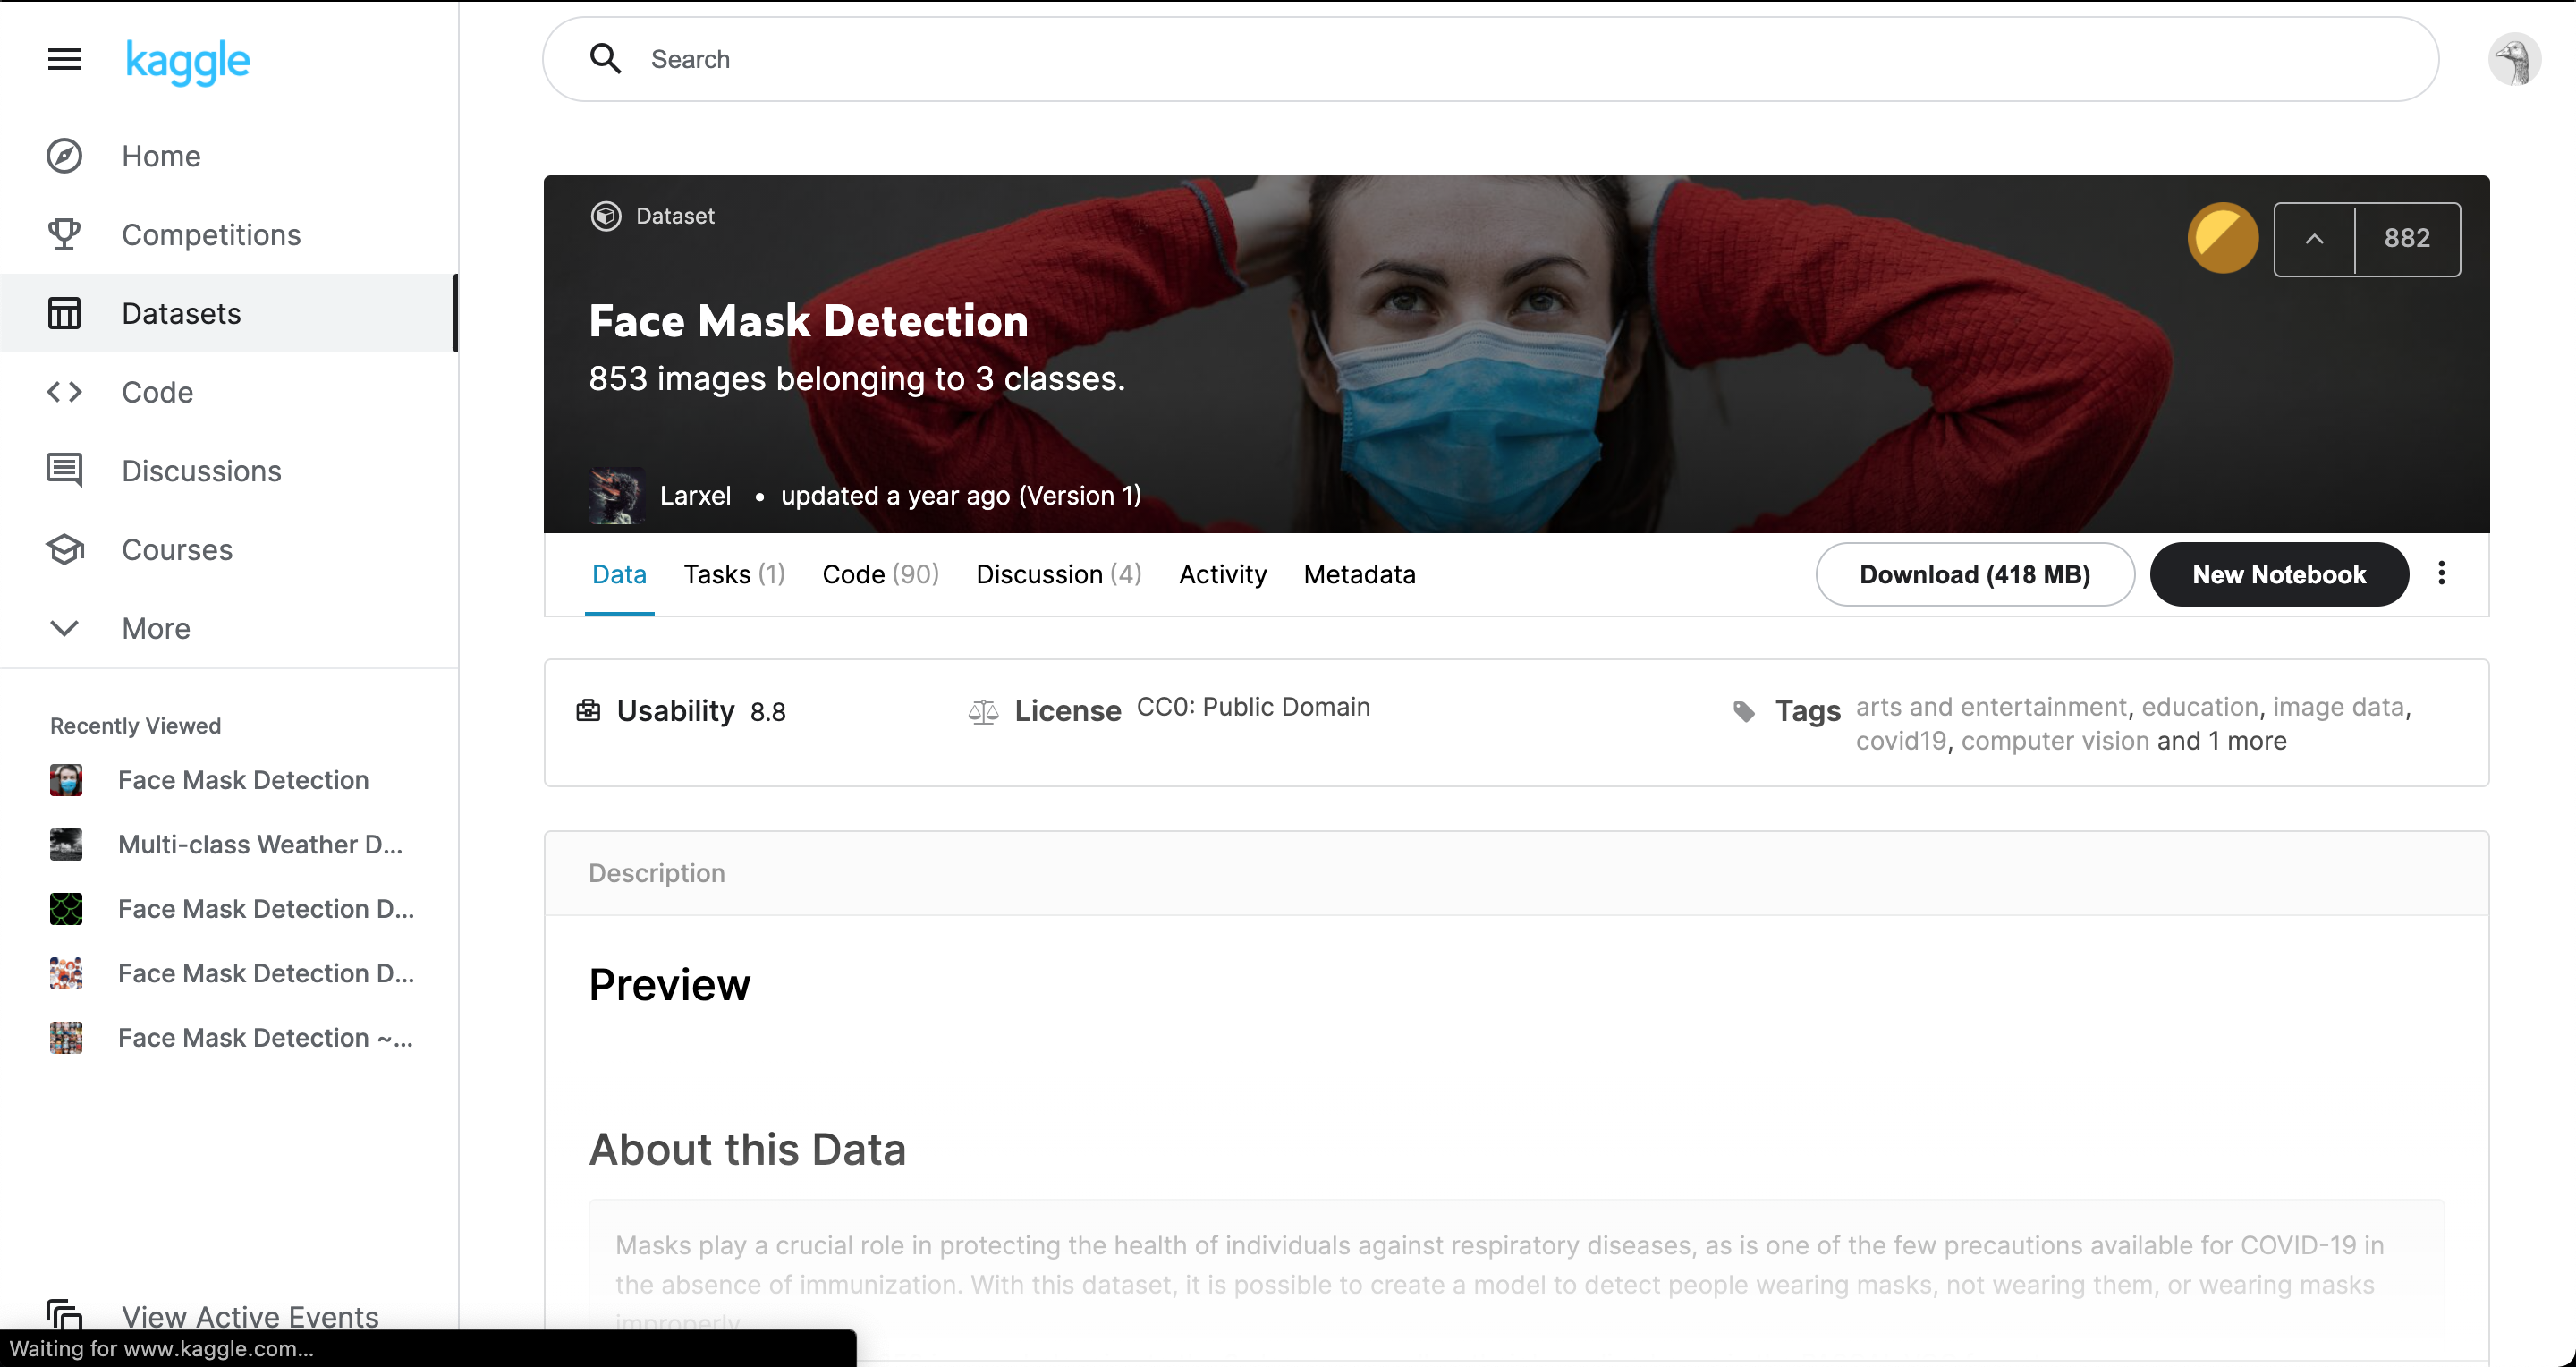 kaggle
Search
Home
Competitions
Datasets
Code
Discussions
Courses
More
Recently Viewed
Face Mask Detection
Multi-class Weather D...
Face Mask Detection D...
Face Mask Detection D...
Face Mask Detection ~...
View Active Events
Waiting for www.kaggle.com...
Dataset
882
Face Mask Detection
853 images belonging to 3 classes.
Larxel • updated a year ago (Version 1)
Data Tasks (1) Code (90) Discussion (4) Activity Metadata Download (418 MB) New Notebook
Usability 8.8 License CC0: Public Domain Tags arts and entertainment, education, image data,
covid19, computer vision and 1 more
Description
Preview
About this Data
Masks play a crucial role in protecting the health of individuals against respiratory diseases, as is one of the few precautions available for COVID-19 in
the absence of immunization. With this dataset, it is possible to create a model to detect people wearing masks, not wearing them, or wearing masks
improperly.